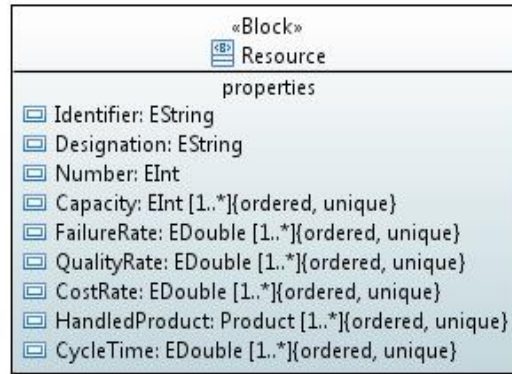 «Block»
Resource
properties
Identifier: EString
Designation: EString
Number: EInt
Capacity: EInt [1..*]{ordered, unique}
FailureRate: EDouble [1..*]{ordered, unique}
QualityRate: EDouble [1..*]{ordered, unique}
CostRate: EDouble [1..*]{ordered, unique}
HandledProduct: Product [1..*]{ordered, unique}
CycleTime: EDouble [1..*]{ordered, unique}